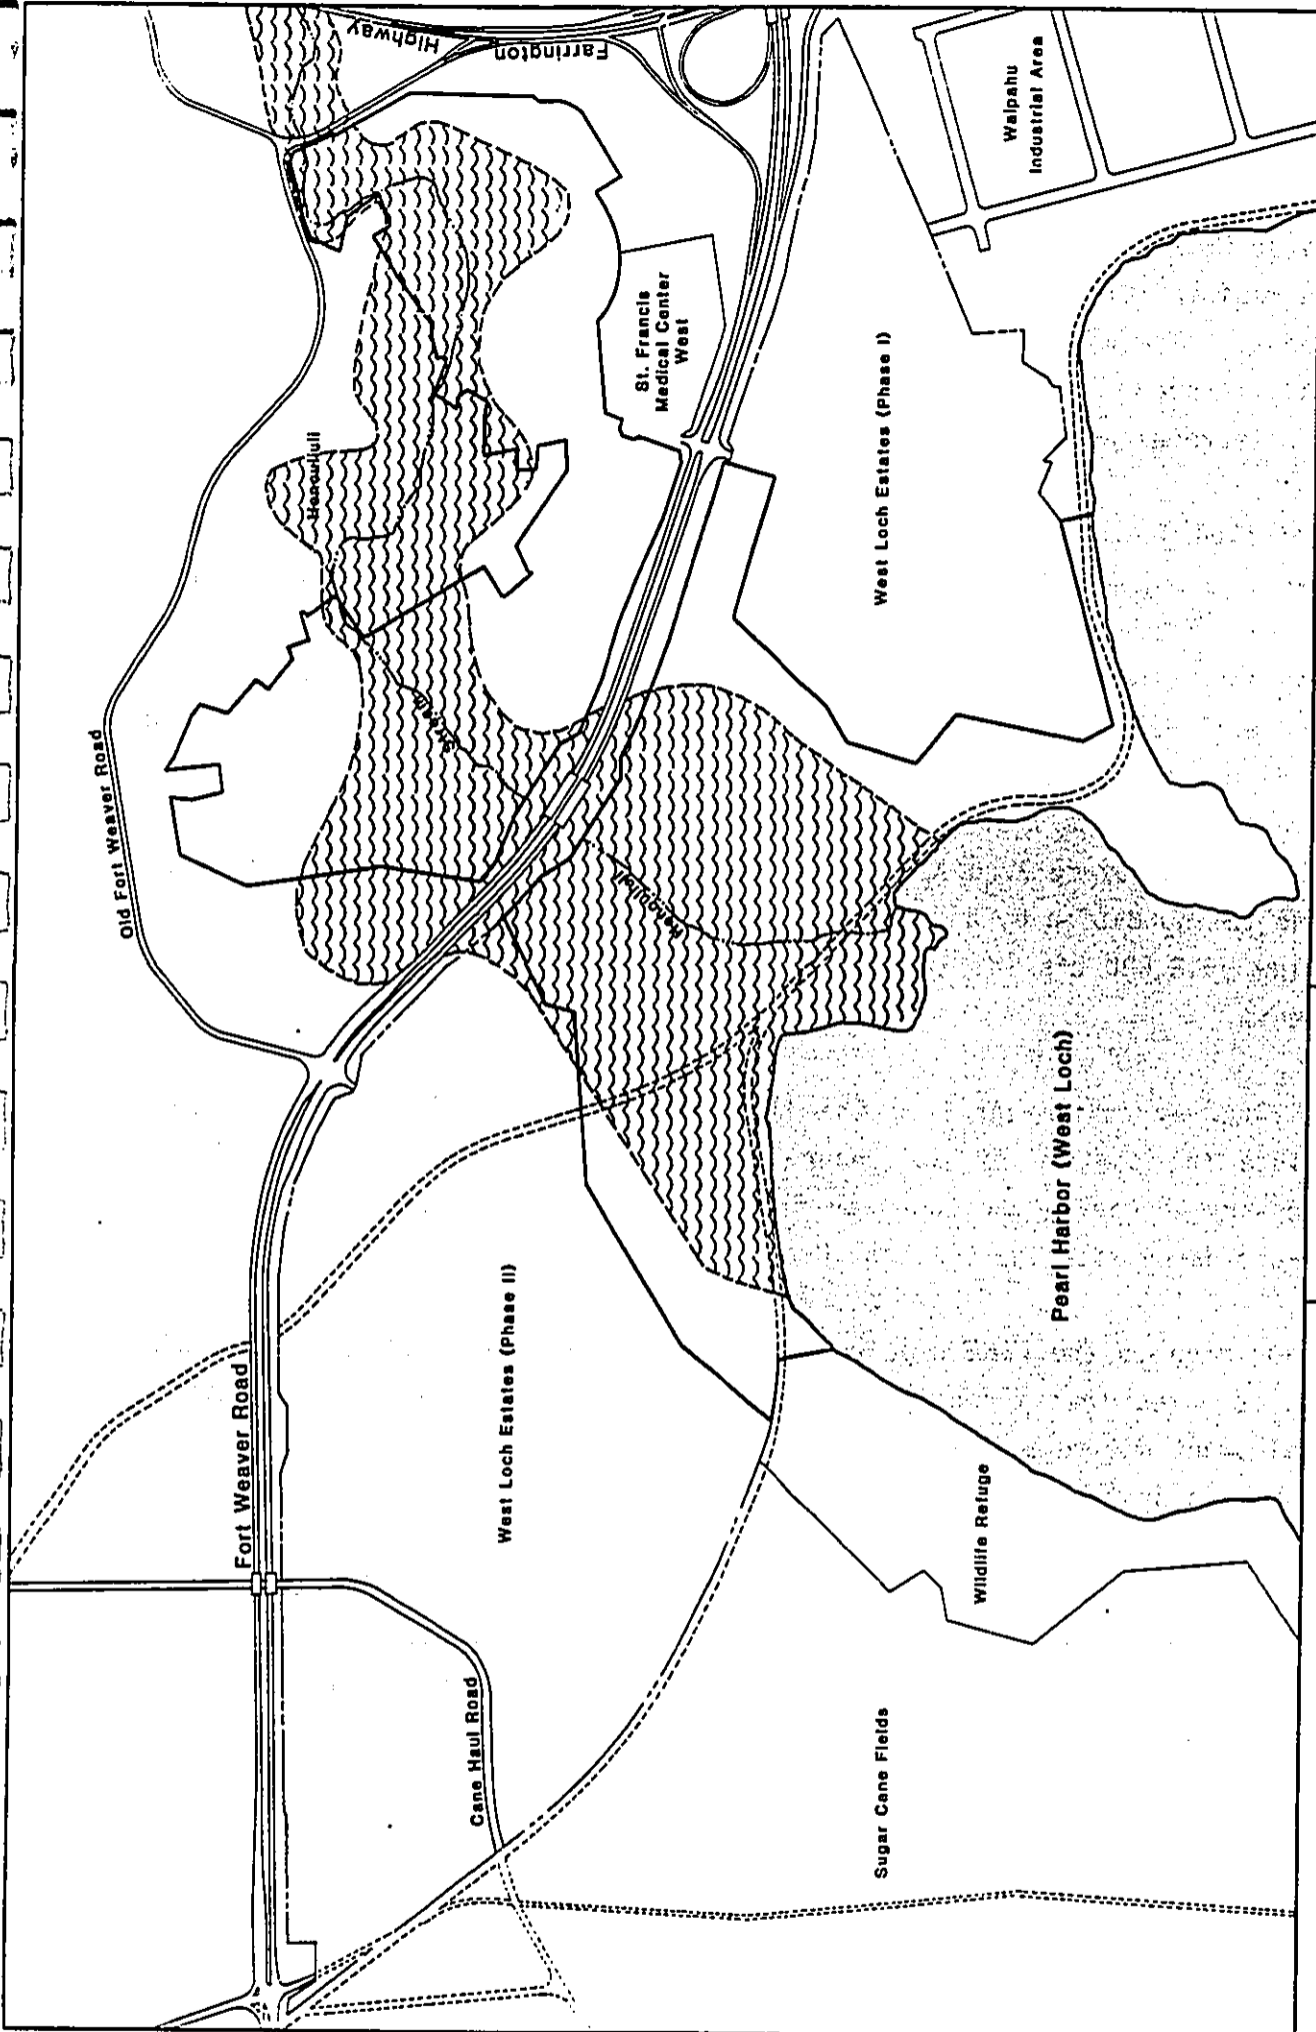 Farrington
Highway
Waipahu
Industrial Area
St. Francis
Medical Center
West
Honouliuli
Stream
Old Fort Weaver Road
West Loch Estates (Phase I)
Honouliuli
Pearl Harbor (West Loch)
Fort Weaver Road
West Loch Estates (Phase II)
Wildlife Refuge
Cane Haul Road
Sugar Cane Fields